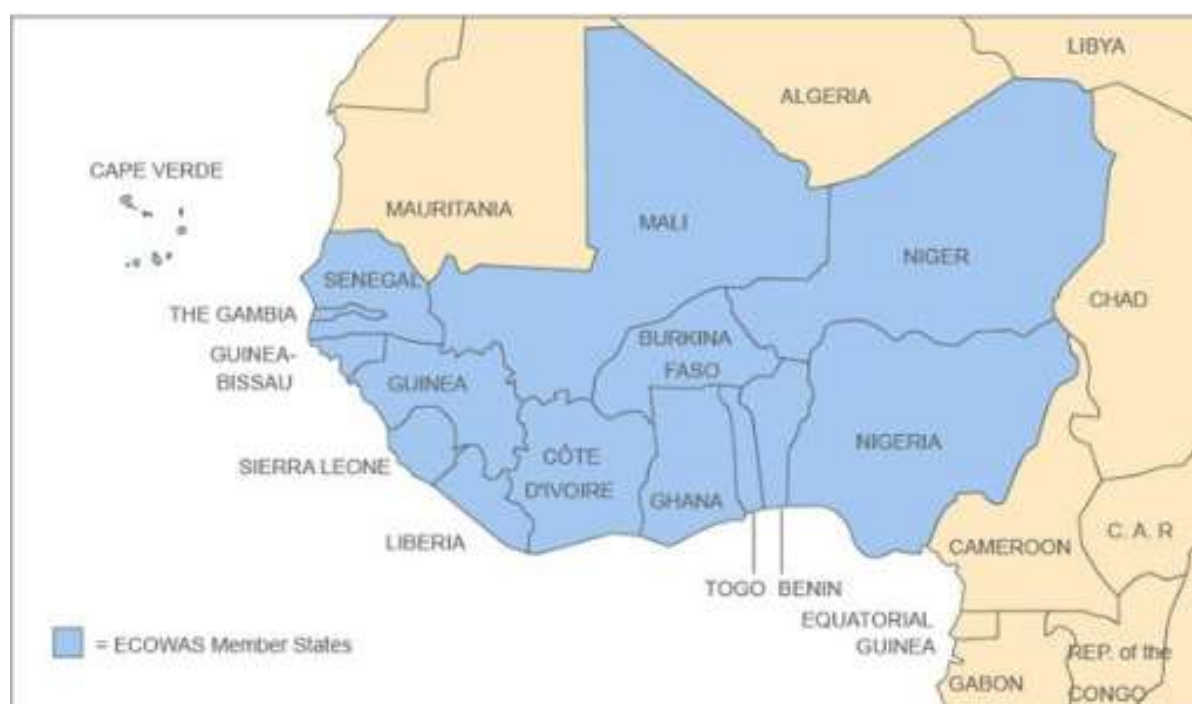 LIBYA
ALGERIA
CAPE VERDE
MAURITANIA
MALI
NIGER
SENEGAL
CHAD
THE GAMBIA
BURKINA
FASO
GUINEA-
BISSAU
GUINEA
NIGERIA
SIERRA LEONE
CÔTE
D'IVOIRE
GHANA
LIBERIA
C. A. R
CAMEROON
TOGO
BENIN
EQUATORIAL
GUINEA
= ECOWAS Member States
REP. of the
CONGO
GABON